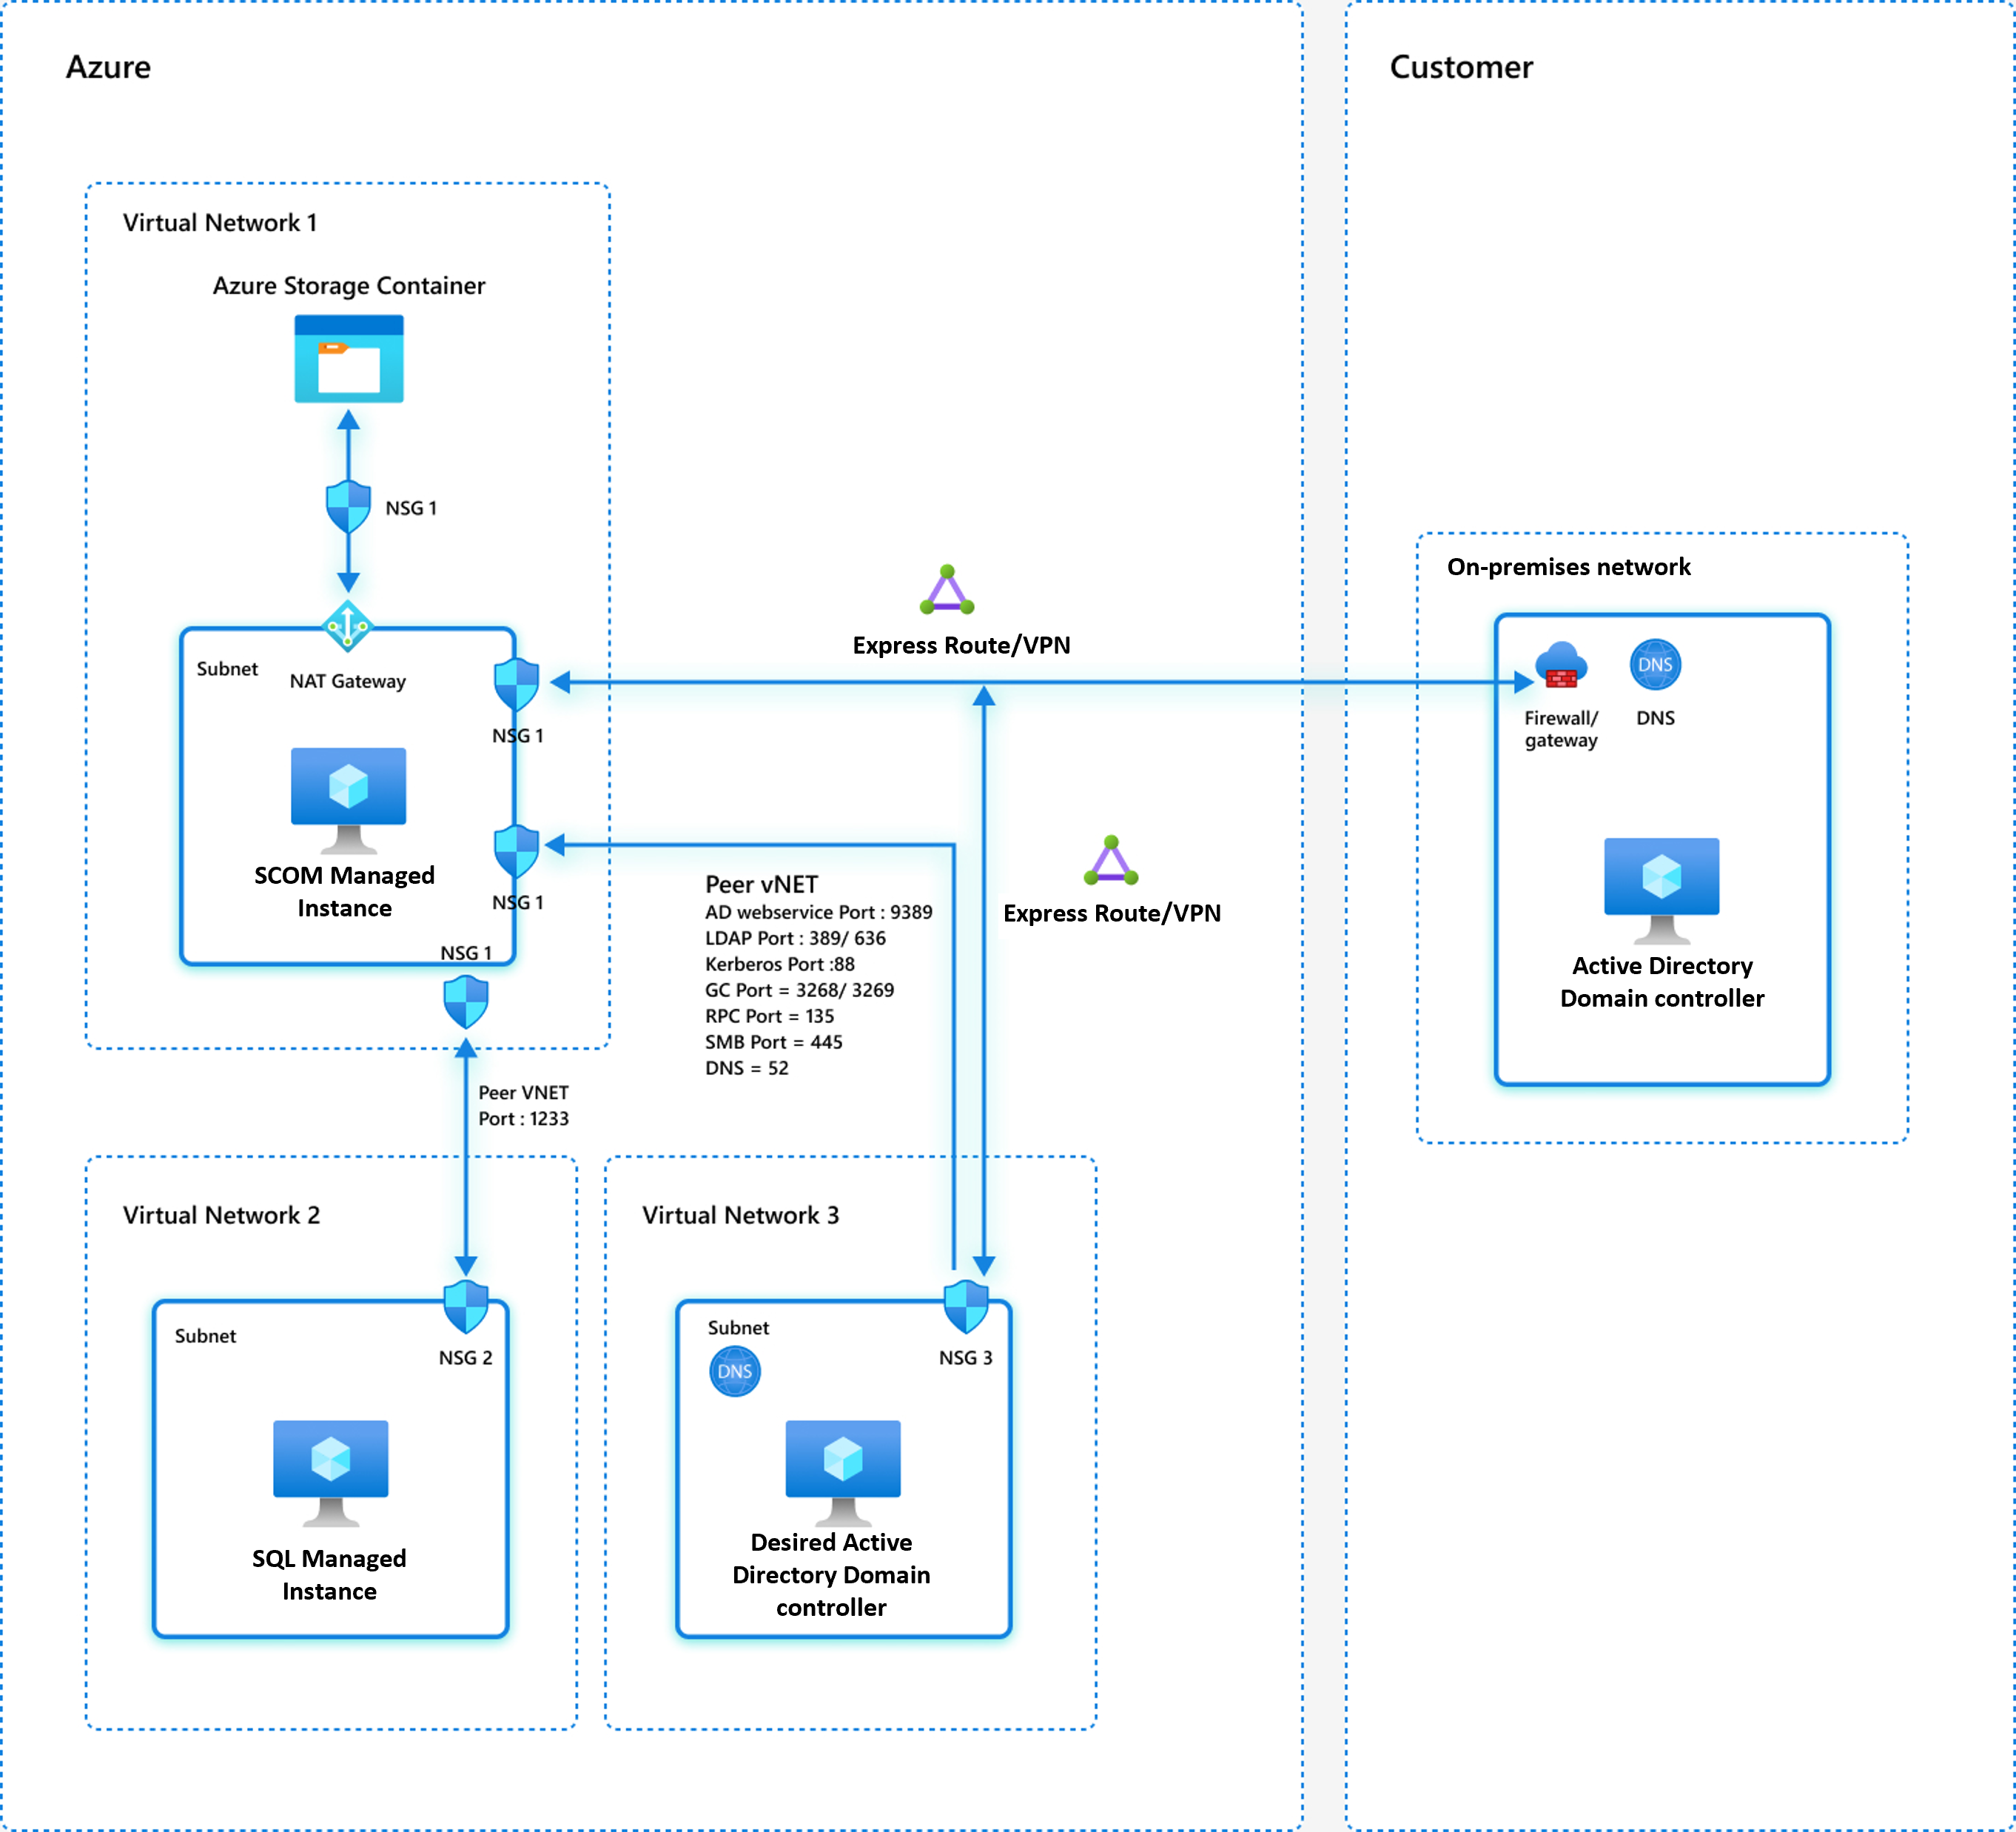 Azure
Customer
Virtual Network 1
Azure Storage Container
NSG 1
On-premises network
Express Route/VPN
Subnet
NAT Gateway
NSG 1
DNS
Firewall/
gateway
DNS
SCOM Managed
Instance
NSG 1
NSG 1
Peer vNET
AD webservice Port : 9389
LDAP Port : 389/ 636
Kerberos Port :88
GC Port = 3268/ 3269
RPC Port = 135
SMB Port = 445
DNS = 52
Express Route/VPN
Active Directory
Domain controller
Peer VNET
Port : 1233
Virtual Network 2
Subnet
NSG 2
SQL Managed
Instance
Virtual Network 3
Subnet
DNS
NSG 3
Desired Active
Directory Domain
controller